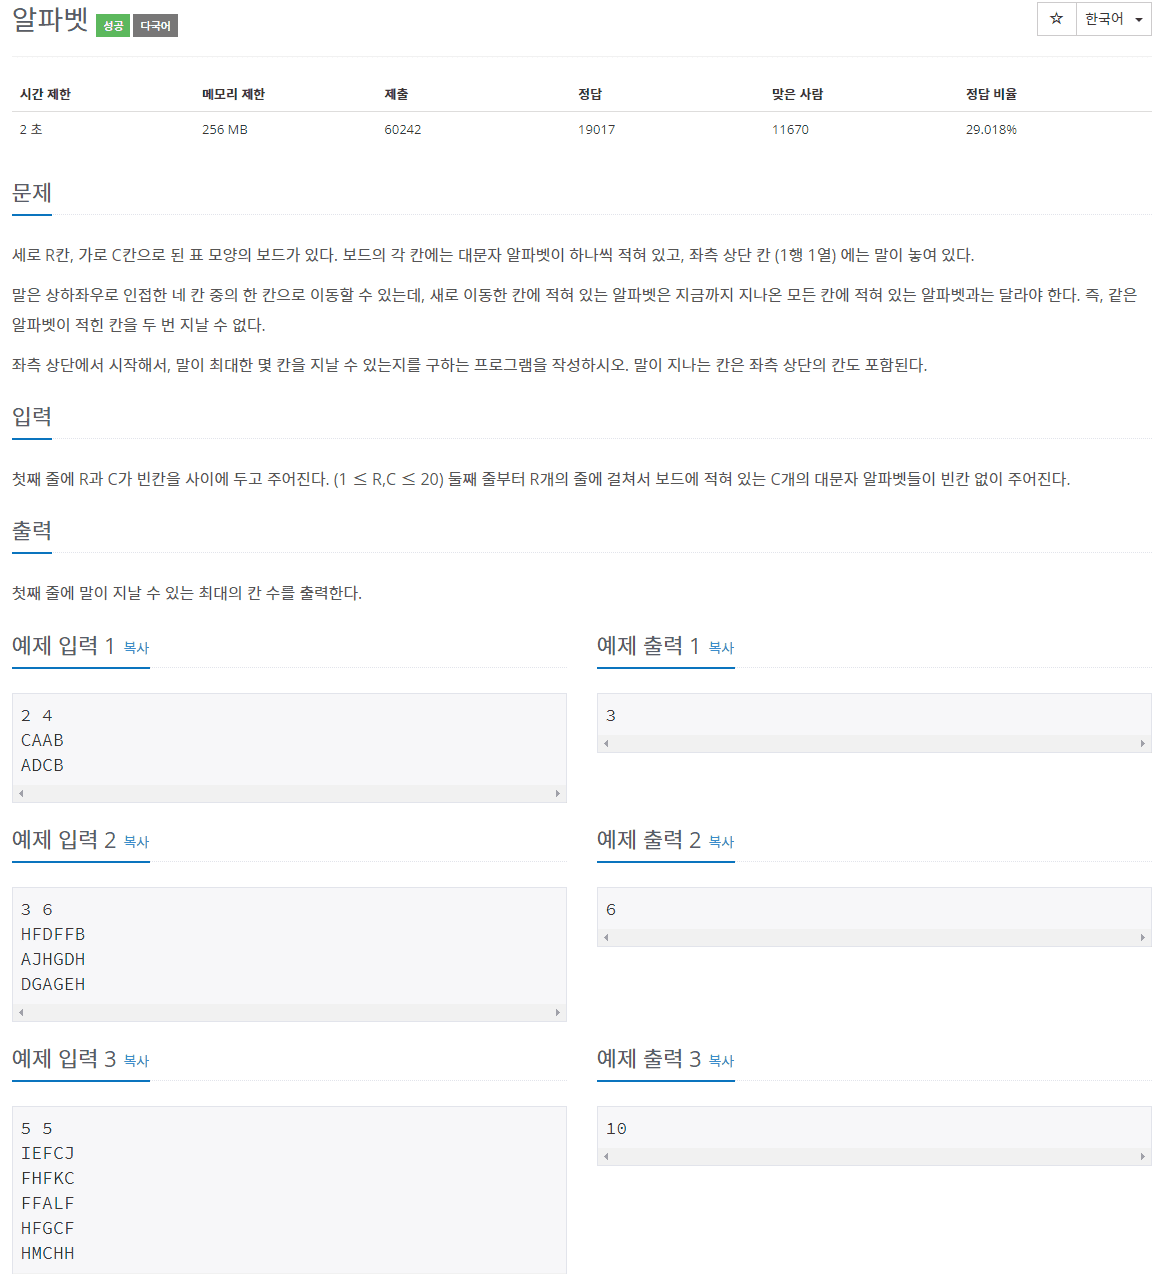 알파벳 성공 다국어
☆ 한국어
시간 제한 메모리 제한 제출 정답 맞은 사람 정답 비율
2 초 256 MB 60242 19017 11670 29.018%
문제
세로 R칸, 가로 C칸으로 된 표 모양의 보드가 있다. 보드의 각 칸에는 대문자 알파벳이 하나씩 적혀 있고, 좌측 상단 칸 (1행 1열) 에는 말이 놓여 있다.
말은 상하좌우로 인접한 네 칸 중의 한 칸으로 이동할 수 있는데, 새로 이동한 칸에 적혀 있는 알파벳은 지금까지 지나온 모든 칸에 적혀 있는 알파벳과는 달라야 한다. 즉, 같은
알파벳이 적힌 칸을 두 번 지날 수 없다.
좌측 상단에서 시작해서, 말이 최대한 몇 칸을 지날 수 있는지를 구하는 프로그램을 작성하시오. 말이 지나는 칸은 좌측 상단의 칸도 포함된다.
입력
첫째 줄에 R과 C가 빈칸을 사이에 두고 주어진다. (1 ≤ R,C ≤ 20) 둘째 줄부터 R개의 줄에 걸쳐서 보드에 적혀 있는 C개의 대문자 알파벳들이 빈칸 없이 주어진다.
출력
첫째 줄에 말이 지날 수 있는 최대의 칸 수를 출력한다.
예제 입력 1 복사
2 4
CAAB
ADCB
예제 출력 1 복사
3
예제 입력 2 복사
3 6
HFDFFB
AJHGDH
DGAGEH
예제 출력 2 복사
6
예제 입력 3 복사
5 5
IEFCJ
FHFKC
FFALF
HFGCF
HMCHH
예제 출력 3 복사
10